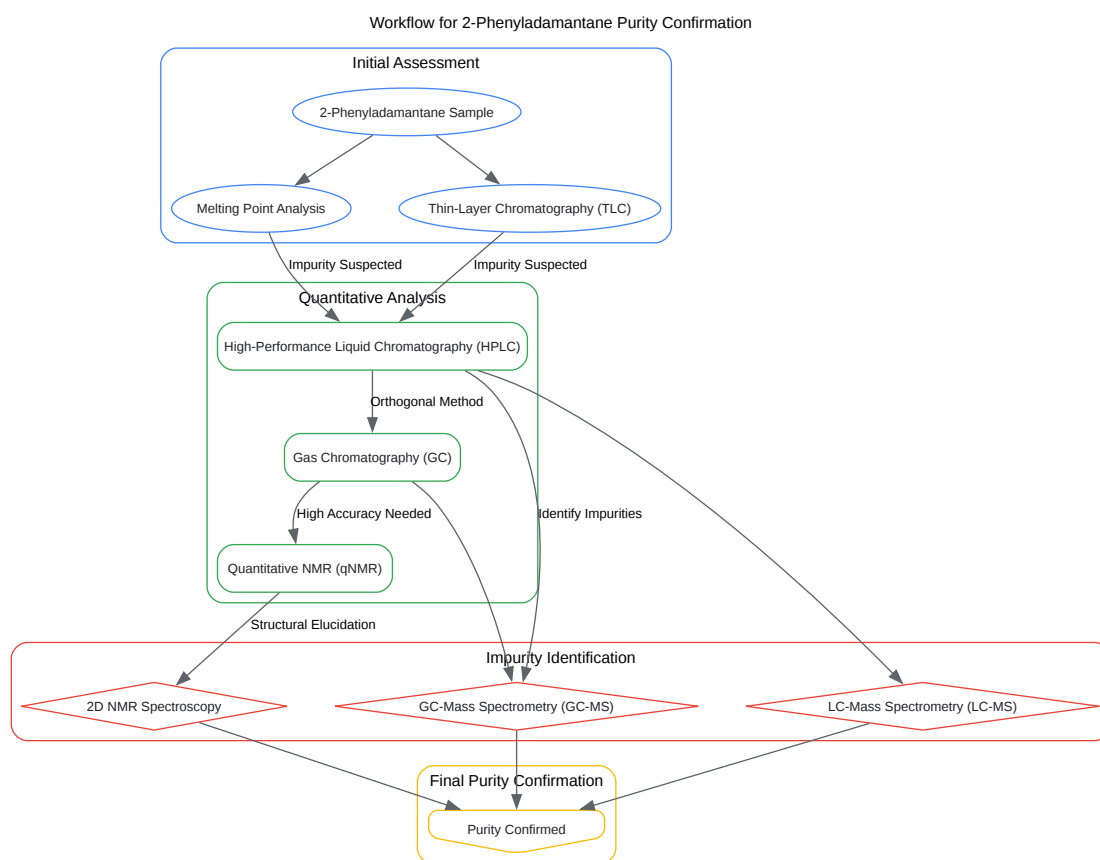 Workflow for 2-Phenyladamantane Purity Confirmation
Initial Assessment
2-Phenyladamantane Sample
Melting Point Analysis
Thin-Layer Chromatography (TLC)
Impurity Suspected
Impurity Suspected
Quantitative Analysis
High-Performance Liquid Chromatography (HPLC)
Orthogonal Method
Gas Chromatography (GC)
High Accuracy Needed
Identify Impurities
Quantitative NMR (qNMR)
Structural Elucidation
Impurity Identification
2D NMR Spectroscopy
GC-Mass Spectrometry (GC-MS)
LC-Mass Spectrometry (LC-MS)
Final Purity Confirmation
Purity Confirmed